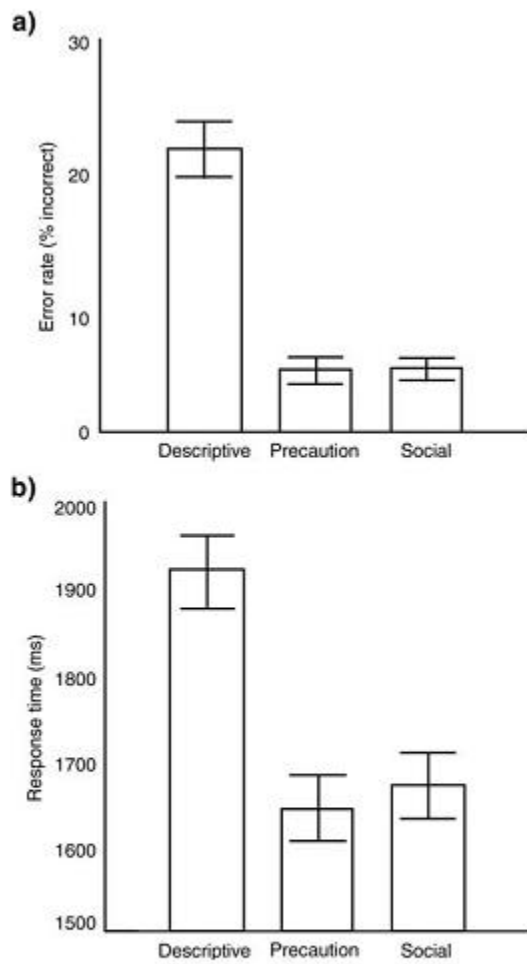 a)
30
20
10
0
Error rate (% incorrect)
Descriptive Precaution Social
b)
2000
1900
1800
1700
1600
1500
Response time (ms)
Descriptive Precaution Social